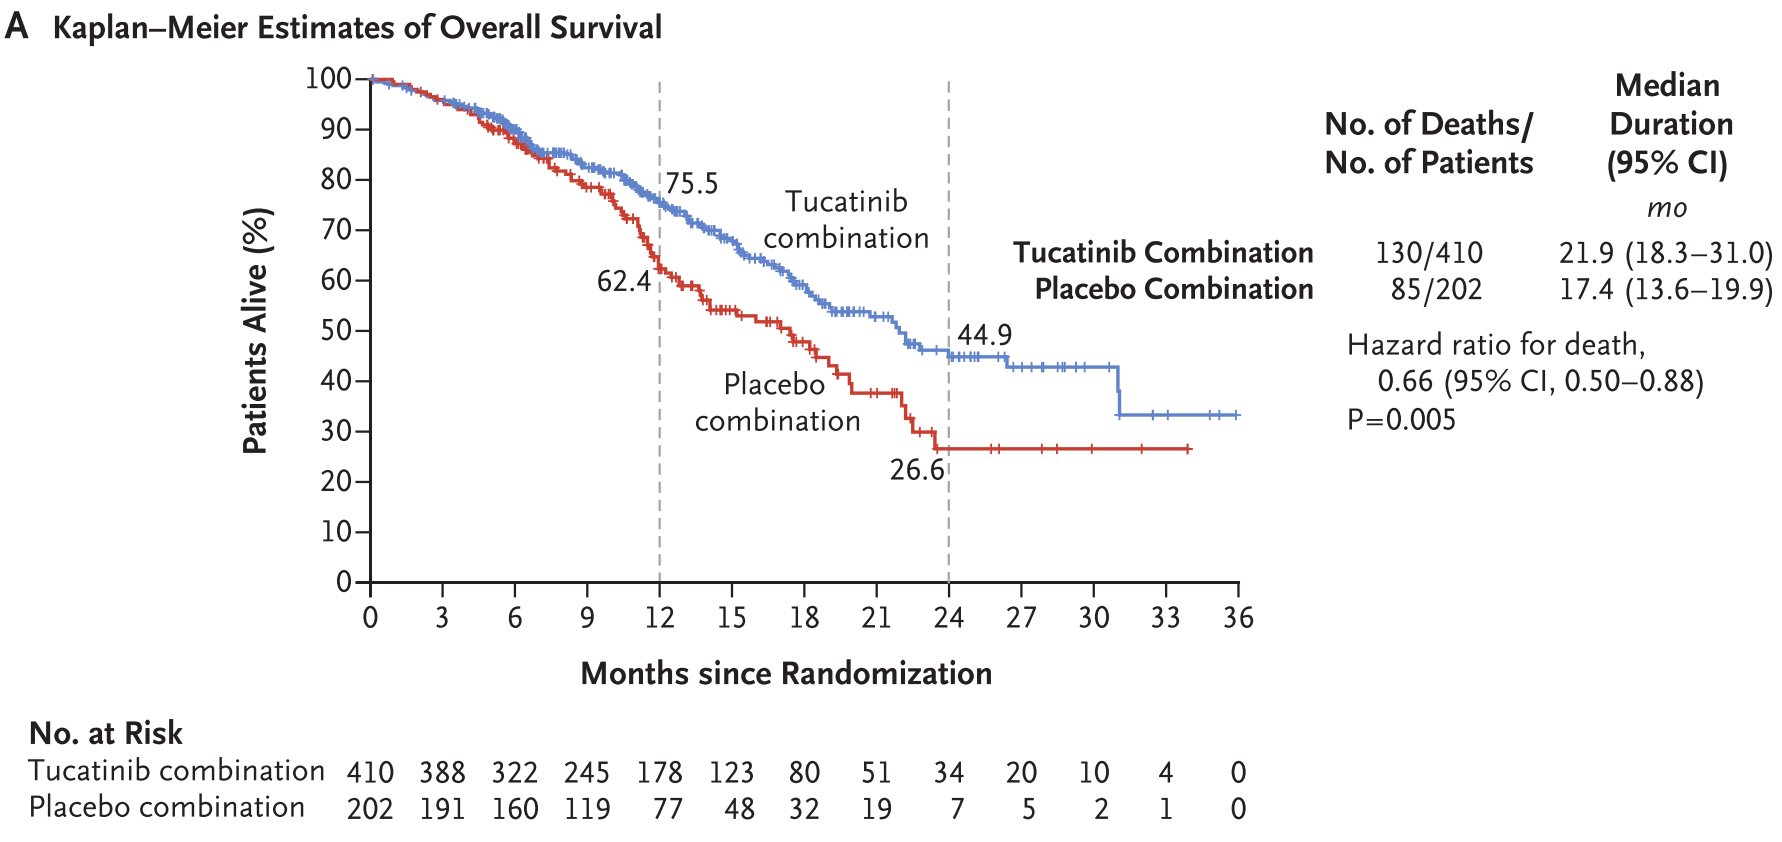 A Kaplan–Meier Estimates of Overall Survival
Patients Alive (%)
100
90
80
70
60
50
40
30
20
10
0
0 3 6 9 12 15 18 21 24 27 30 33 36
Months since Randomization
75.5
62.4
44.9
26.6
Tucatinib
combination
Placebo
combination
No. of Deaths/
No. of Patients
Median
Duration
(95% CI)
mo
Tucatinib Combination 130/410 21.9 (18.3–31.0)
Placebo Combination 85/202 17.4 (13.6–19.9)
Hazard ratio for death,
0.66 (95% CI, 0.50–0.88)
P=0.005
No. at Risk
Tucatinib combination 410 388 322 245 178 123 80 51 34 20 10 4 0
Placebo combination 202 191 160 119 77 48 32 19 7 5 2 1 0